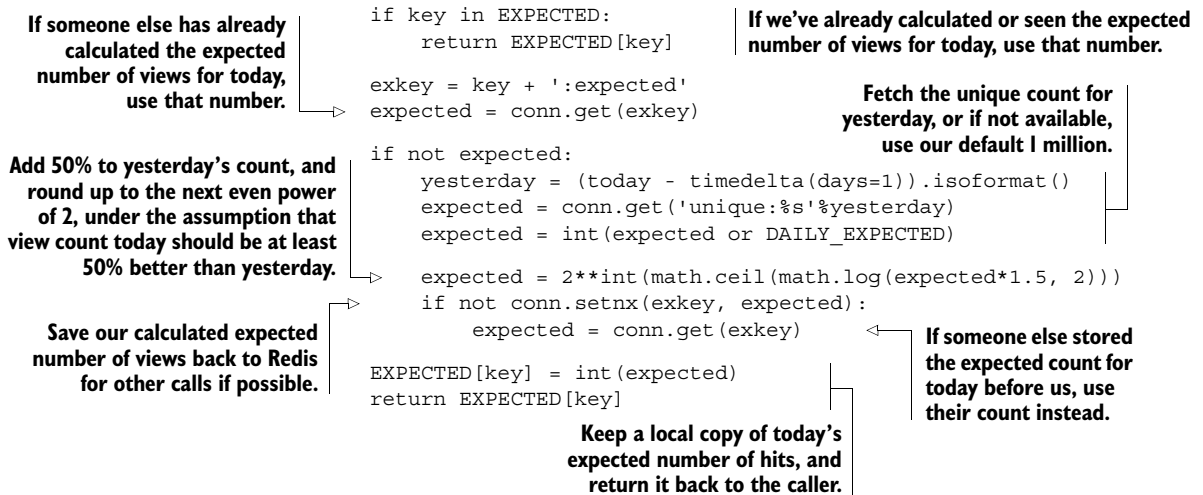 if key in EXPECTED:
return EXPECTED[key]
If we've already calculated or seen the expected
number of views for today, use that number.
If someone else has already
calculated the expected
number of views for today,
use that number.
exkey = key + ':expected'
expected = conn.get(exkey)
Fetch the unique count for
yesterday, or if not available,
use our default 1 million.
if not expected:
yesterday = (today - timedelta(days=1)).isoformat()
expected = conn.get('unique:%s'%yesterday)
expected = int(expected or DAILY_EXPECTED)
Add 50% to yesterday's count, and
round up to the next even power
of 2, under the assumption that
view count today should be at least
50% better than yesterday.
expected = 2**int(math.ceil(math.log(expected*1.5, 2)))
if not conn.setnx(exkey, expected):
expected = conn.get(exkey)
Save our calculated expected
number of views back to Redis
for other calls if possible.
If someone else stored
the expected count for
today before us, use
their count instead.
EXPECTED[key] = int(expected)
return EXPECTED[key]
Keep a local copy of today's
expected number of hits, and
return it back to the caller.